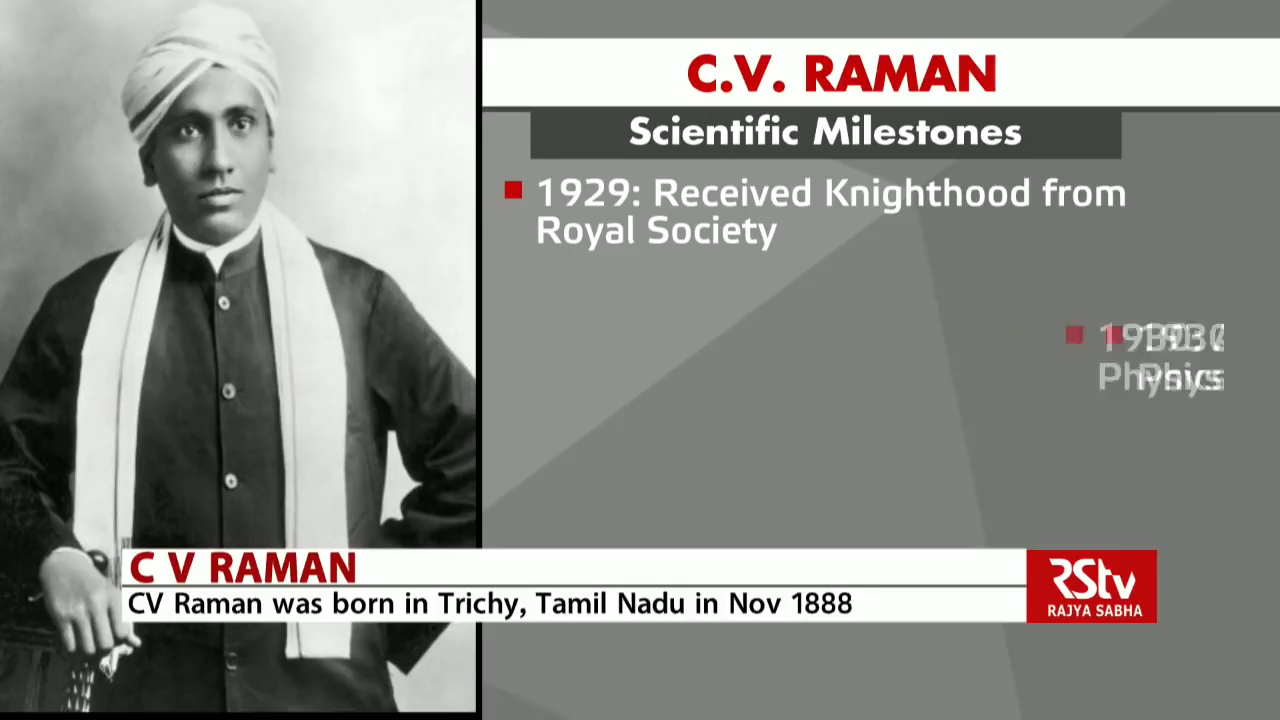 C.V. RAMAN
Scientific Milestones
1929: Received Knighthood from
Royal Society
C V RAMAN
CV Raman was born in Trichy, Tamil Nadu in Nov 1888
RSTV
RAJYA SABHA